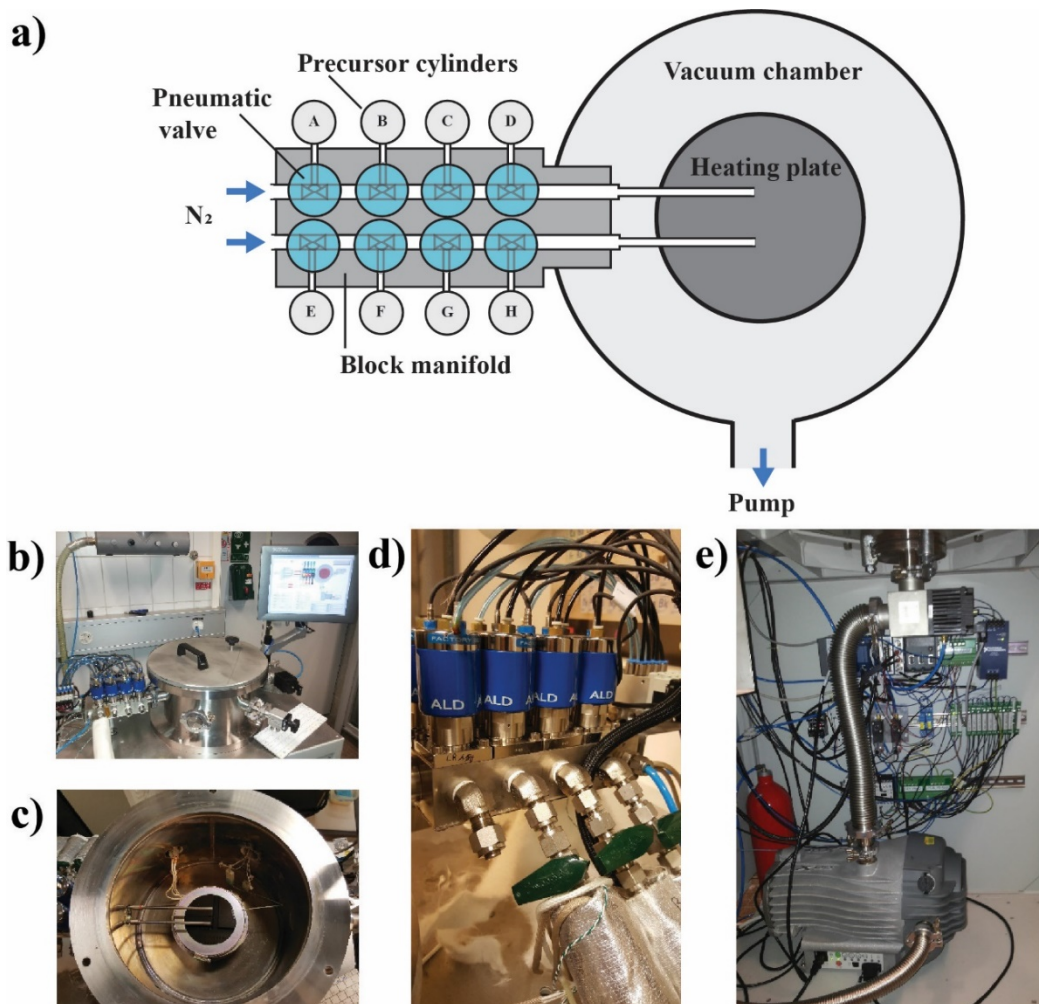 a)
Precursor cylinders
Pneumatic
valve
Vacuum chamber
A
B
C
D
Heating plate
N₂
E
F
G
H
Block manifold
Pump
b)
c)
d)
ALD
ALD
ALD
ALD
e)